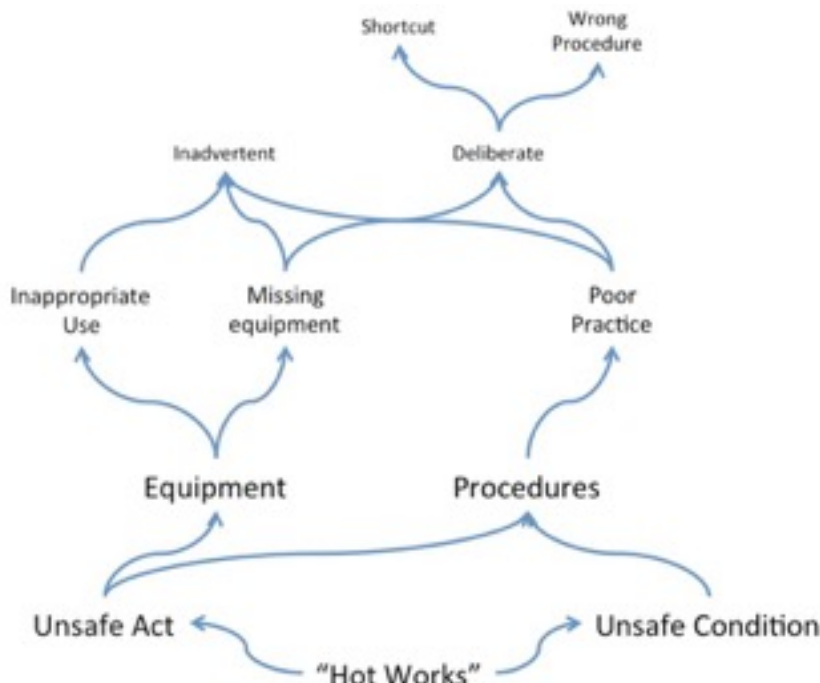 Shortcut
Wrong
Procedure
Inadvertent
Deliberate
Inappropriate
Use
Missing
equipment
Poor
Practice
Equipment
Procedures
Unsafe Act
Unsafe Condition
“Hot Works”